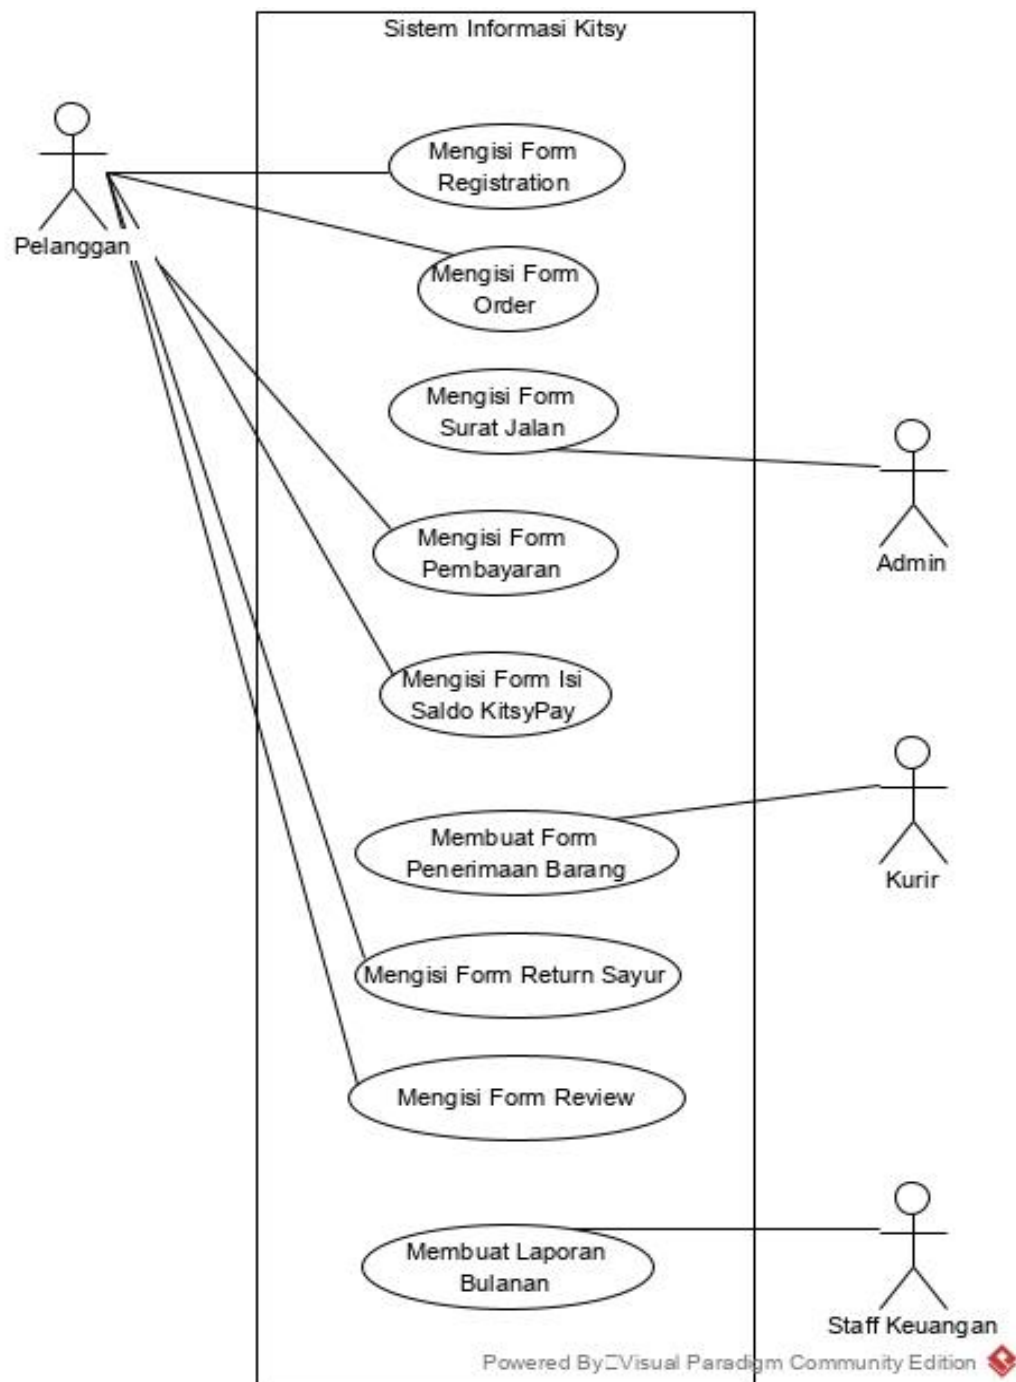 Sistem Informasi Kitsy
Mengisi Form
Registration
Pelanggan
Mengisi Form
Order
Mengisi Form
Surat Jalan
Mengisi Form
Pembayaran
Admin
Mengisi Form Isi
Saldo KitsyPay
Membuat Form
Penerimaan Barang
Kurir
Mengisi Form Return Sayur
Mengisi Form Review
Membuat Laporan
Bulanan
Staff Keuangan
Powered By Visual Paradigm Community Edition